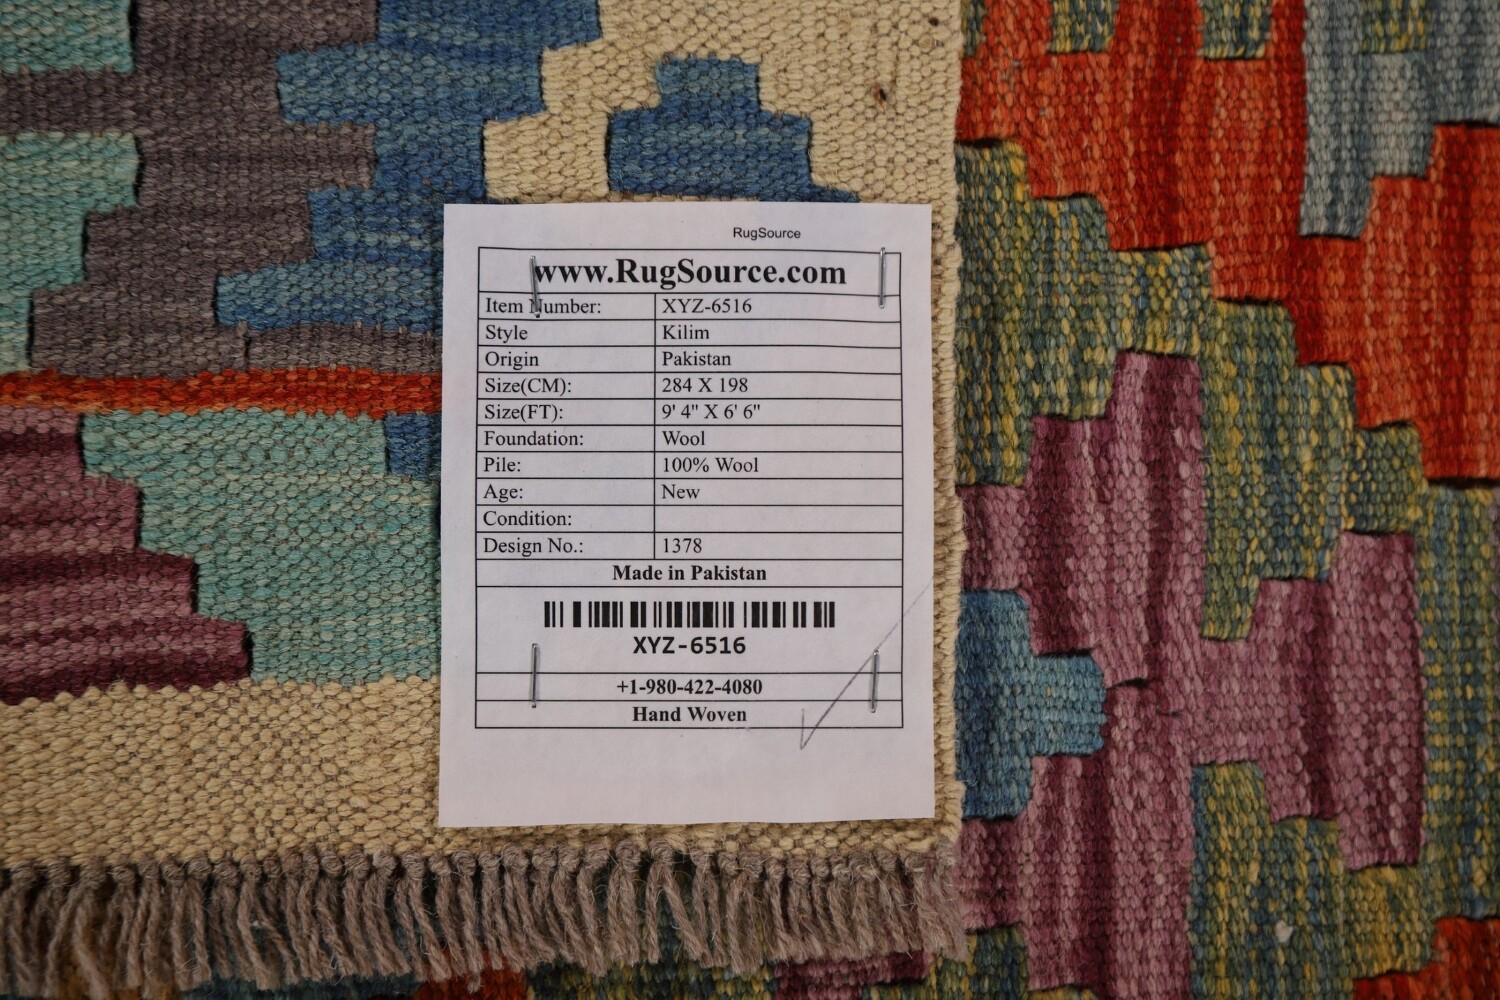 RugSource
www.RugSource.com
Item Number: XYZ-6516
Style Kilim
Origin Pakistan
Size(CM): 284 X 198
Size(FT): 9' 4" X 6' 6"
Foundation: Wool
Pile: 100% Wool
Age: New
Condition:
Design No.: 1378
Made in Pakistan
XYZ-6516
+1-980-422-4080
Hand Woven